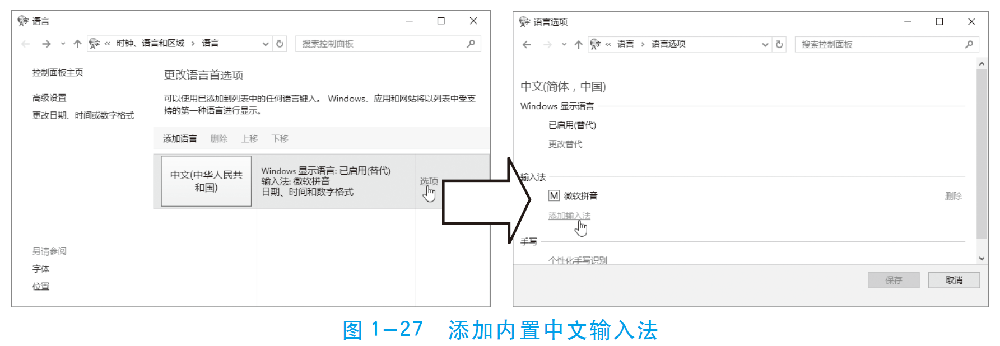 语言
« 时钟、语言和区域 › 语言
搜索控制面板
控制面板主页
高级设置
更改日期、时间或数字格式
另请参阅
字体
位置
更改语言首选项
可以使用已添加到列表中的任何语言键入。 Windows、应用和网站将以列表中受支
持的第一种语言进行显示。
添加语言 删除 上移 下移
中文(中华人民共
和国)
Windows 显示语言: 已启用(替代)
输入法: 微软拼音
日期、时间和数字格式
选项
语言选项
« 语言 › 语言选项
搜索控制面板
中文(简体，中国)
Windows 显示语言
已启用(替代)
更改替代
输入法
M 微软拼音 删除
添加输入法
手写
个性化手写识别
保存 取消
图 1—27 添加内置中文输入法